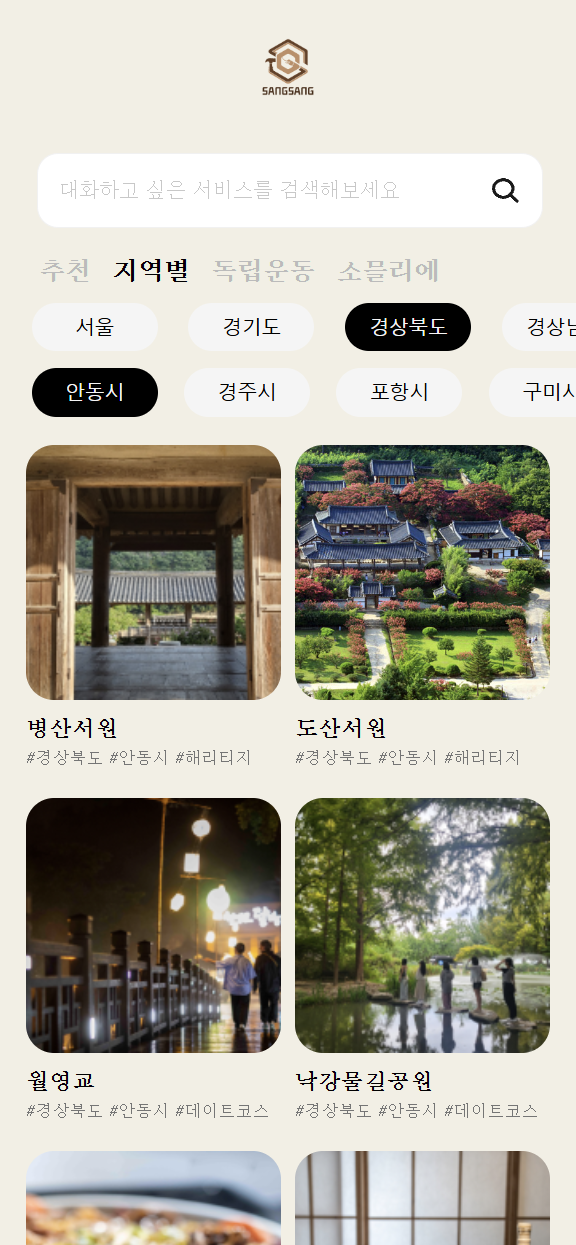 SANGSANG
대화하고 싶은 서비스를 검색해보세요
추천 지역별 독립운동 소믈리에
서울 경기도 경상북도 경상남
안동시 경주시 포항시 구미시
병산서원 도산서원
#경상북도 #안동시 #해리티지 #경상북도 #안동시 #해리티지
월영교 낙강물길공원
#경상북도 #안동시 #데이트코스 #경상북도 #안동시 #데이트코스